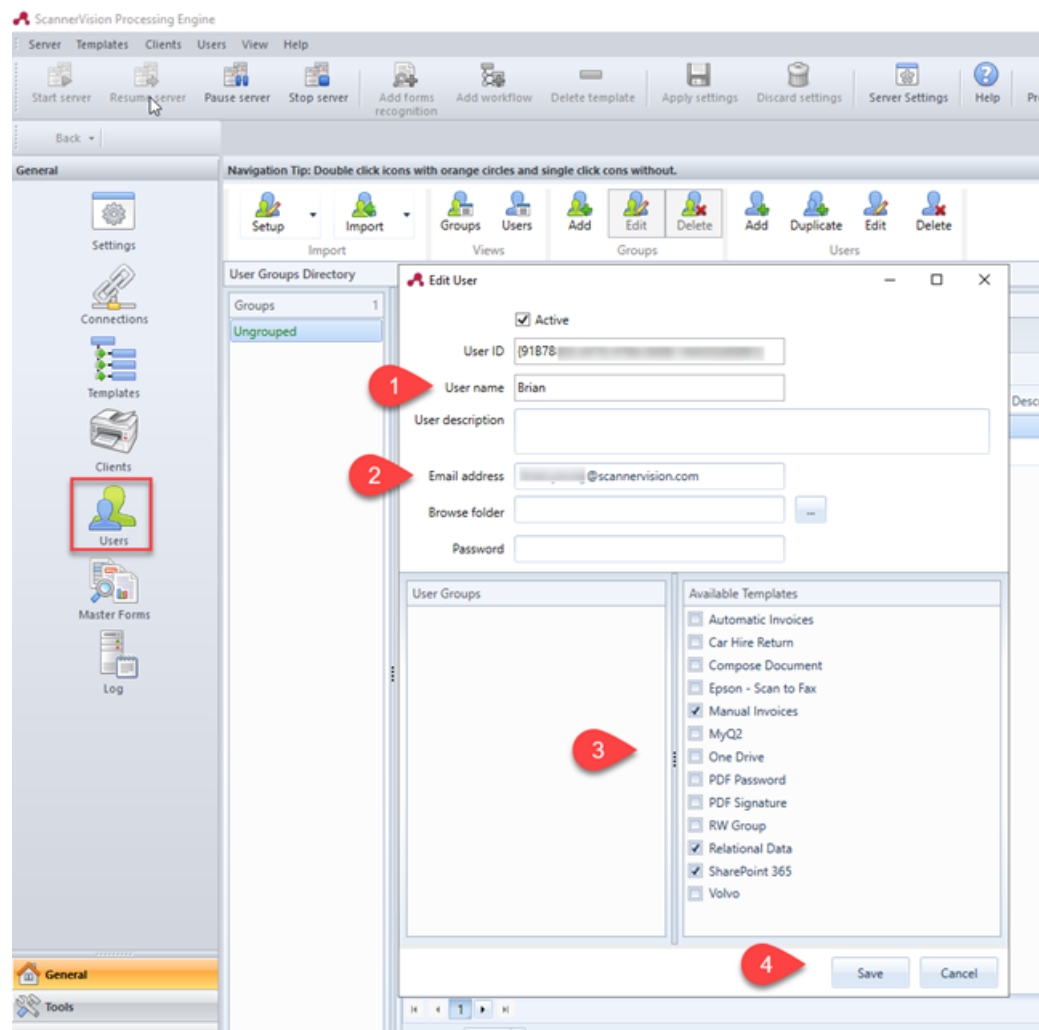 ScannerVision Processing Engine
Server Templates Clients Users View Help
Start server Resume server Pause server Stop server Add forms recognition Add workflow Delete template Apply settings Discard settings Server Settings Help
Back
General
Navigation Tip: Double click icons with orange circles and single click cons without.
Settings
Connections
Templates
Clients
Users
Master Forms
Log
General
Tools
Setup Import Groups Users Add Edit Delete Add Duplicate Edit Delete
Import Views Groups Users
User Groups Directory
Groups 1
Ungrouped
Edit User
Active
User ID {91B78
1 User name Brian
User description
2 Email address @scannervision.com
Browse folder ...
Password
User Groups
Available Templates
Automatic Invoices
Car Hire Return
Compose Document
Epson - Scan to Fax
Manual Invoices
MyQ2
3
One Drive
PDF Password
PDF Signature
RW Group
Relational Data
SharePoint 365
Volvo
4 Save Cancel
1